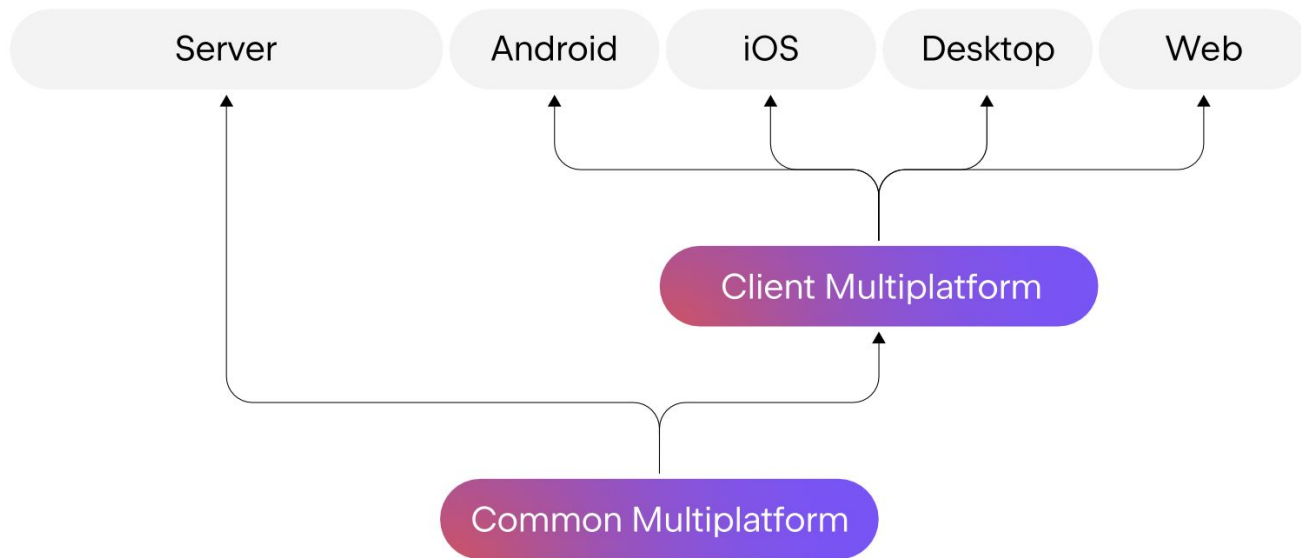 Server
Android
iOS
Desktop
Web
Client Multiplatform
Common Multiplatform